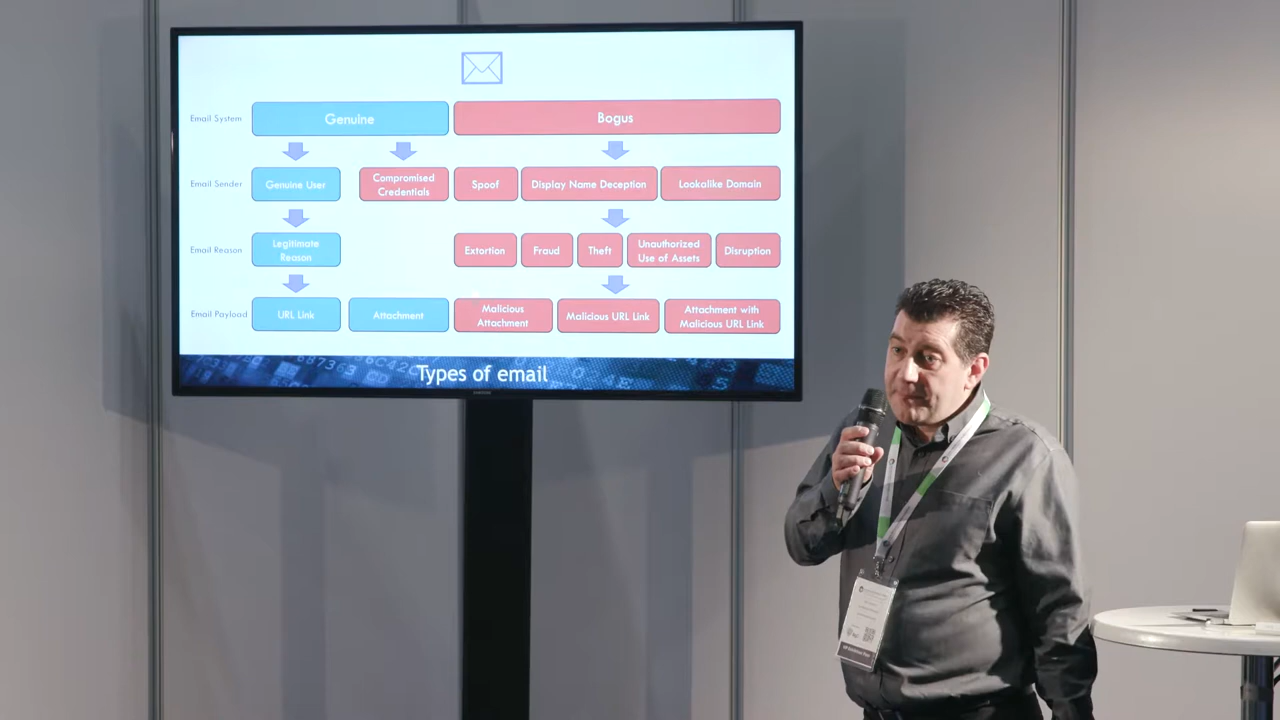 Email System
Genuine
Bogus
Email Sender
Genuine User
Compromised
Credentials
Spoof
Display Name Deception
Lookalike Domain
Email Reason
Legitimate
Reason
Extortion
Fraud
Theft
Unauthorized
Use of Assets
Disruption
Email Payload
URL Link
Attachment
Malicious
Attachment
Malicious URL Link
Attachment with
Malicious URL Link
Types of email